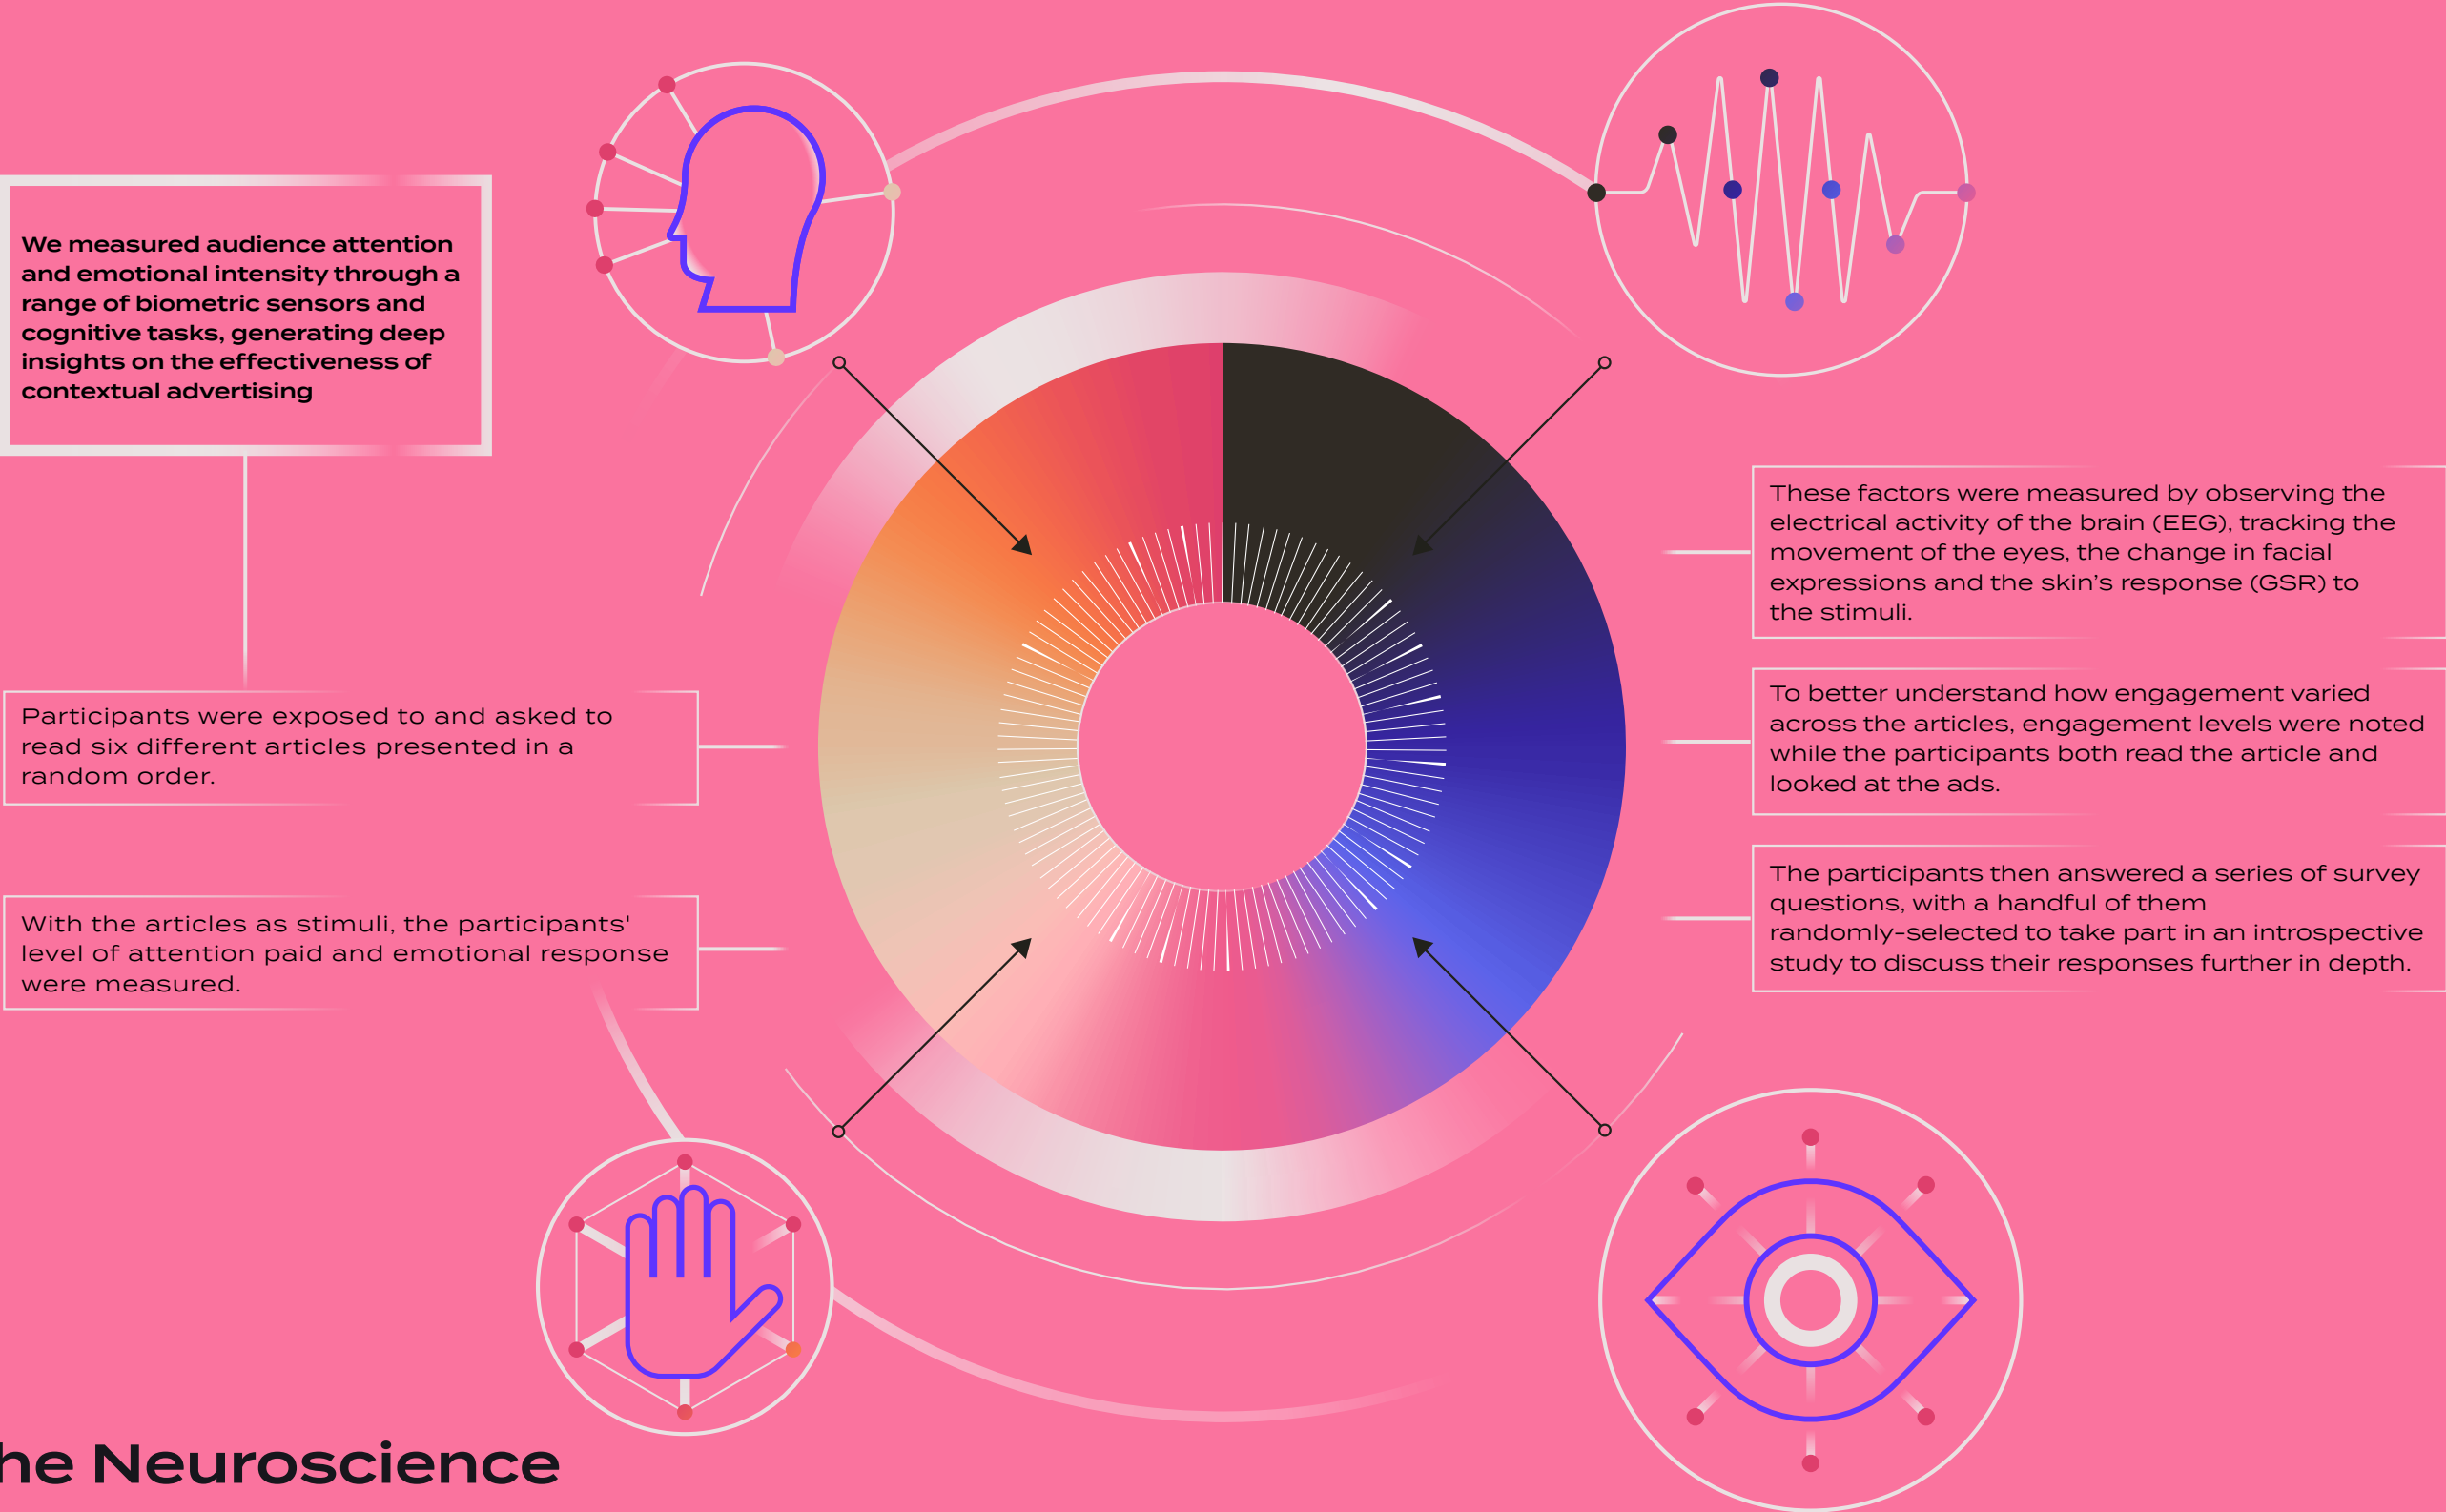 We measured audience attention
and emotional intensity through a
range of biometric sensors and
cognitive tasks, generating deep
insights on the effectiveness of
contextual advertising
Participants were exposed to and asked to
read six different articles presented in a
random order.
With the articles as stimuli, the participants'
level of attention paid and emotional response
were measured.
These factors were measured by observing the
electrical activity of the brain (EEG), tracking the
movement of the eyes, the change in facial
expressions and the skin’s response (GSR) to
the stimuli.
To better understand how engagement varied
across the articles, engagement levels were noted
while the participants both read the article and
looked at the ads.
The participants then answered a series of survey
questions, with a handful of them
randomly-selected to take part in an introspective
study to discuss their responses further in depth.
he Neuroscience